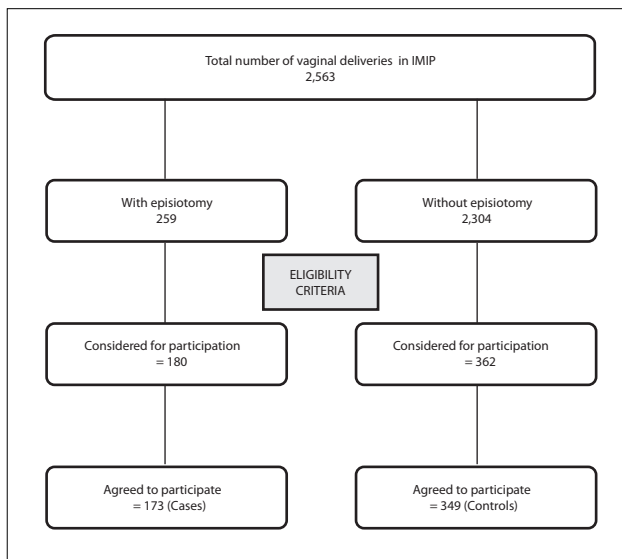 Total number of vaginal deliveries in IMIP
2,563
With episiotomy
259
Without episiotomy
2,304
ELIGIBILITY
CRITERIA
Considered for participation
= 180
Considered for participation
= 362
Agreed to participate
= 173 (Cases)
Agreed to participate
= 349 (Controls)